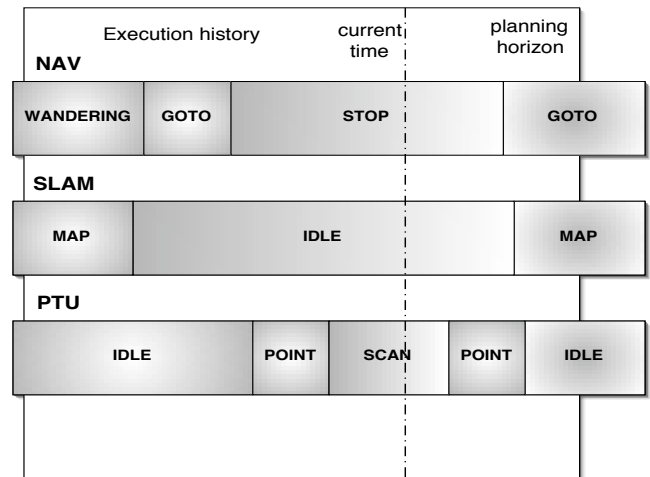 Execution history
current
time
planning
horizon
NAV
WANDERING GOTO STOP GOTO
SLAM
MAP IDLE MAP
PTU
IDLE POINT SCAN POINT IDLE